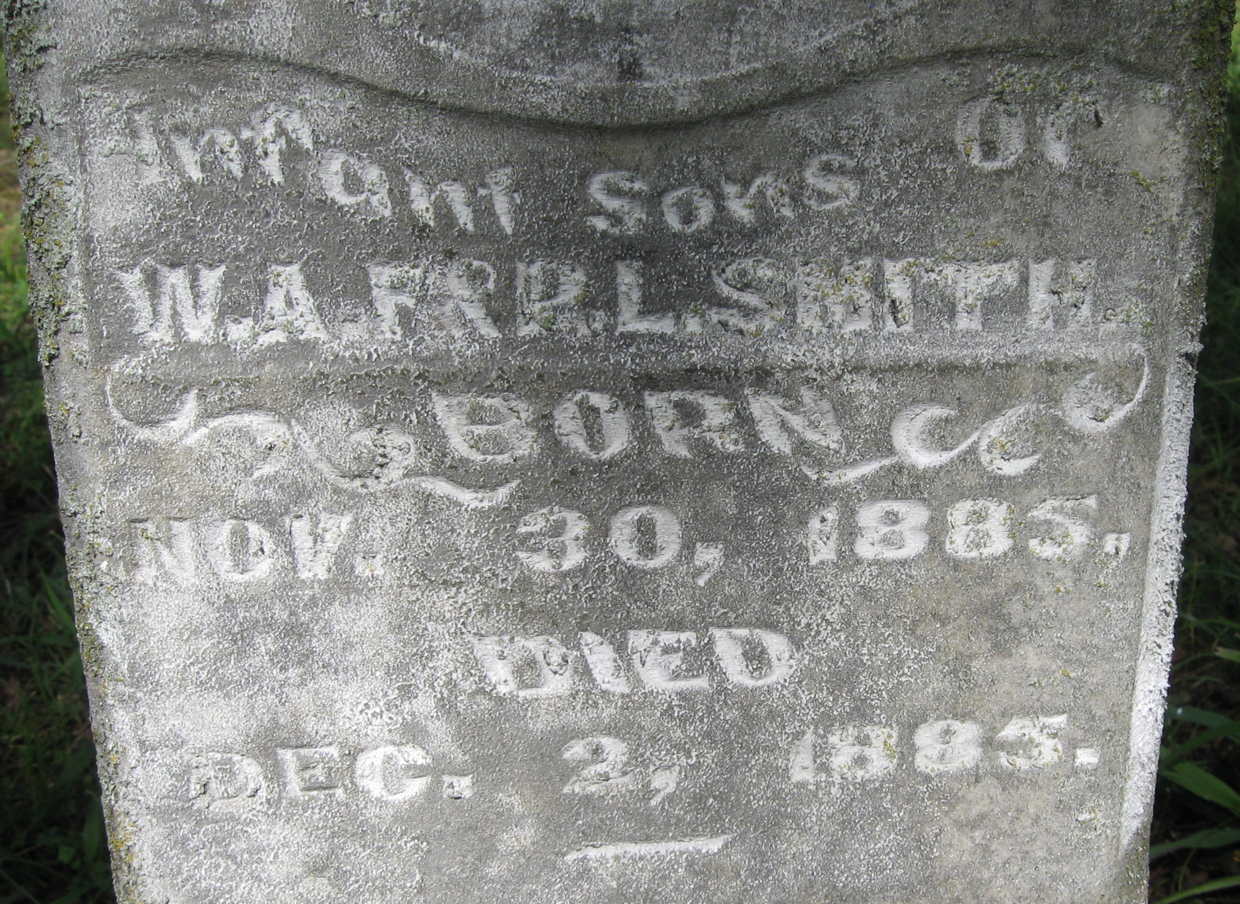 Infant Sons Of
W.A. L.SMITH.
BORN
NOV. 30, 1885,
DIED
DEC. 2, 1885.